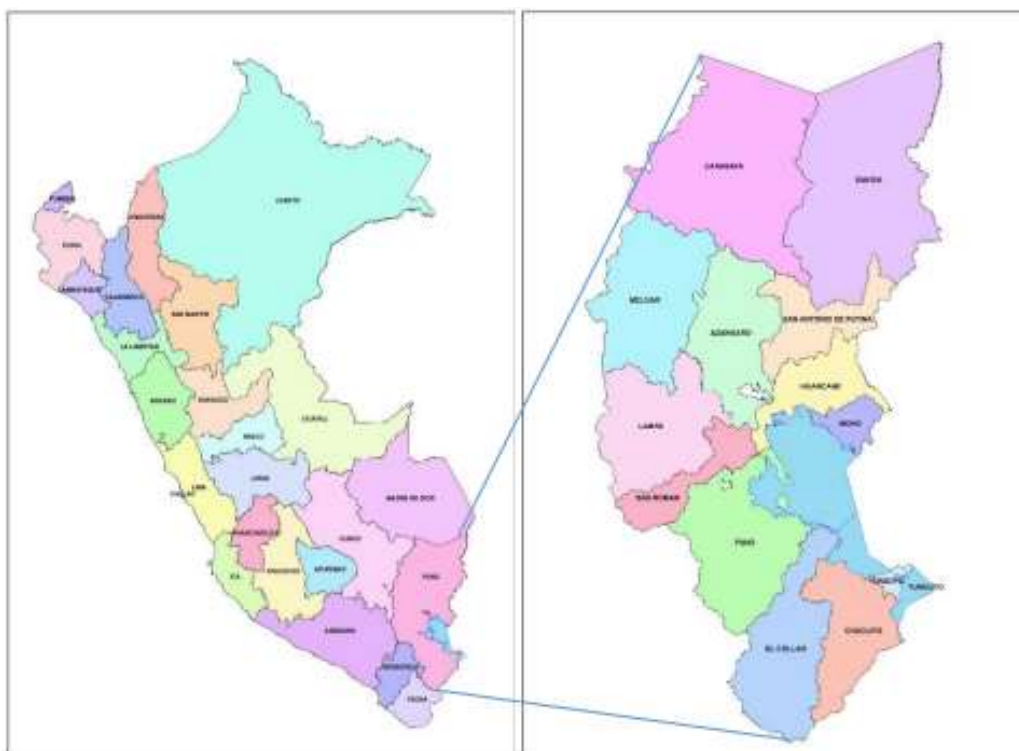 TUMBES
PIURA
LAMBAYEQUE
CAJAMARCA
AMAZONAS
LORETO
SAN MARTIN
LA LIBERTAD
ANCASH
HUANUCO
UCAYALI
PASCO
JUNIN
LIMA
CALLAO
MADRE DE DIOS
CUSCO
HUANCAVELICA
ICA
AYACUCHO
APURIMAC
PUNO
AREQUIPA
MOQUEGUA
TACNA
CARABAYA
SANDIA
MELGAR
AZANGARO
SAN ANTONIO DE PUTINA
HUANCANE
MOHO
LAMPA
SAN ROMAN
PUNO
YUNGUYO
YUNGUYO
EL COLLAO
CHUCUITO